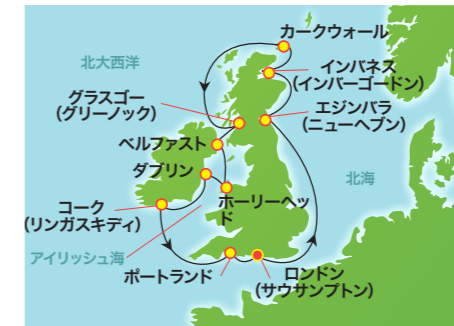 カークウォール
北大西洋
インバネス
(インバーゴードン)
グラスゴー
(グリーノック)
エジンバラ
(ニューヘブン)
ベルファスト
ダブリン
北海
ホーリーヘッ
ド
コーク
(リンガスキディ)
アイリッシュ海
ポートランド
ロンドン
(サウサンプトン)